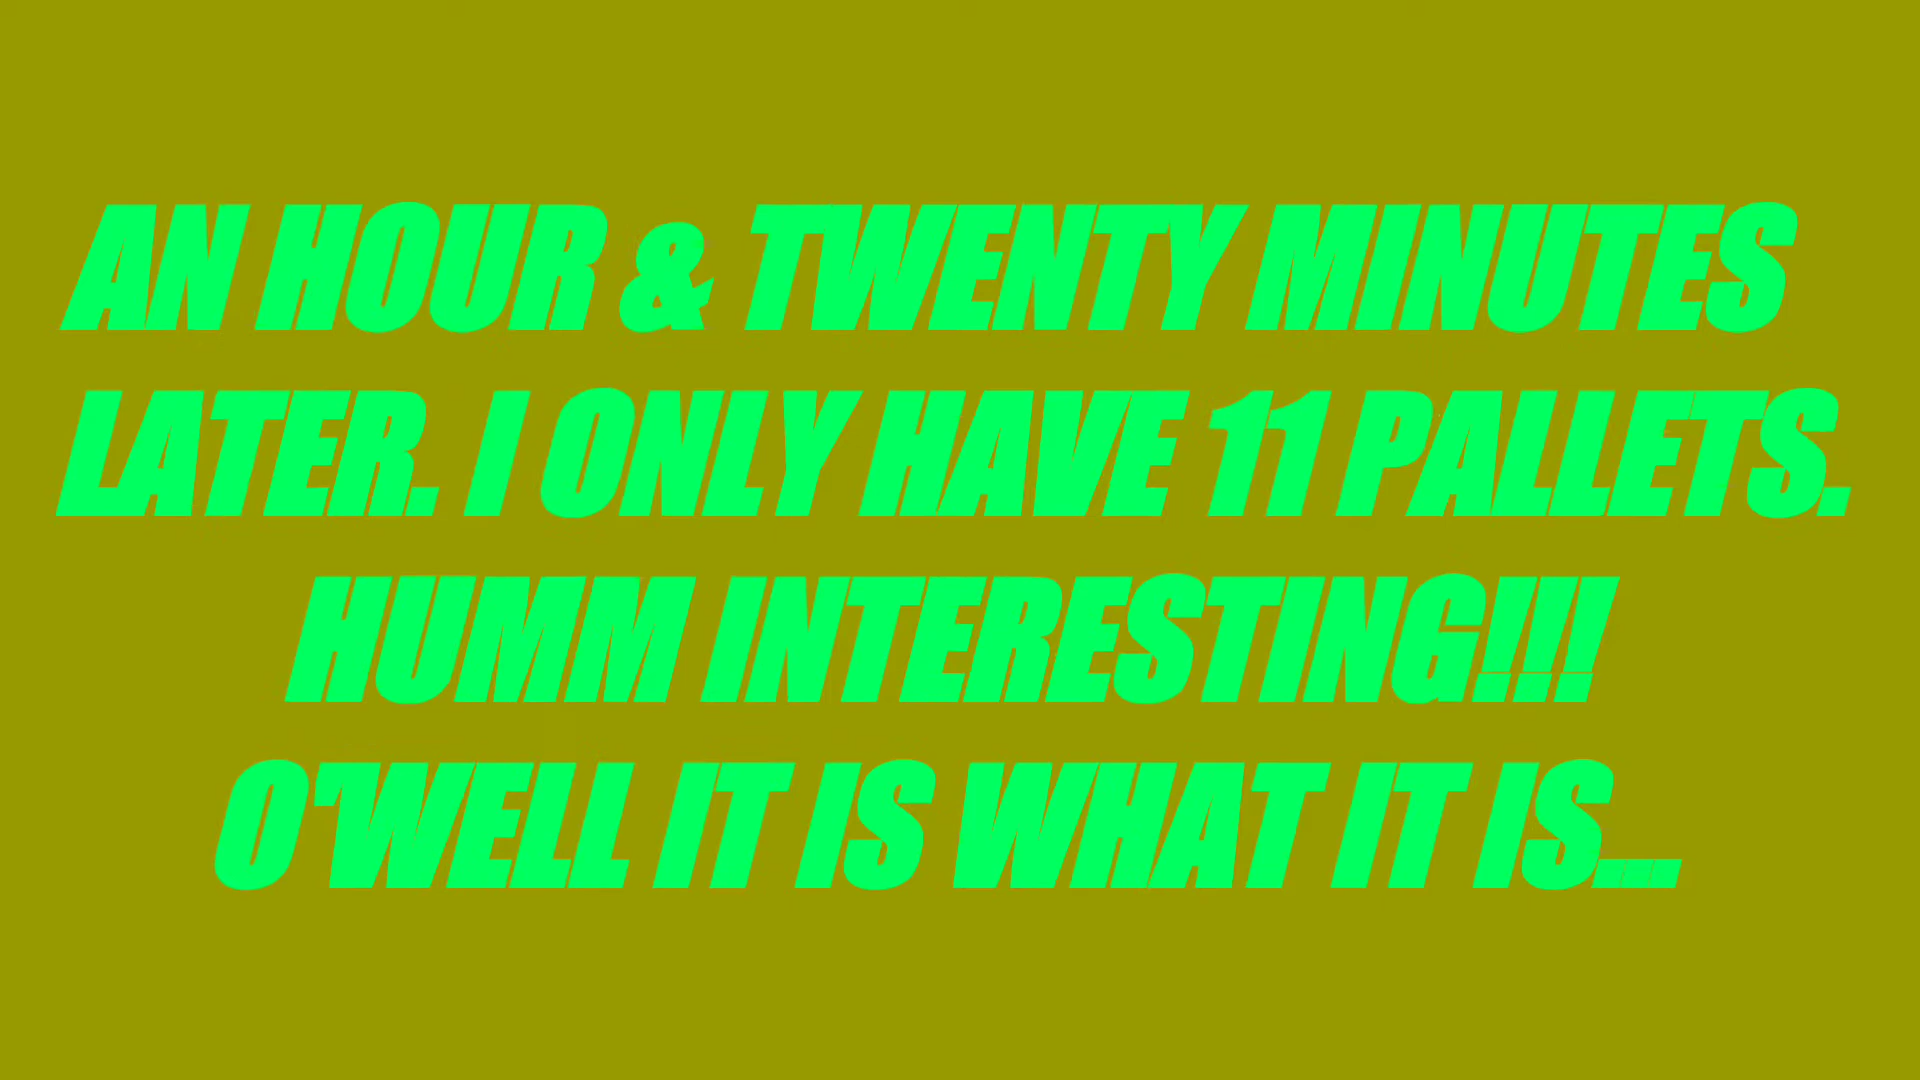 AN HOUR & TWENTY MINUTES
LATER. I ONLY HAVE 11 PALLETS.
HUMM INTERESTING!!!
O'WELL IT IS WHAT IT IS...